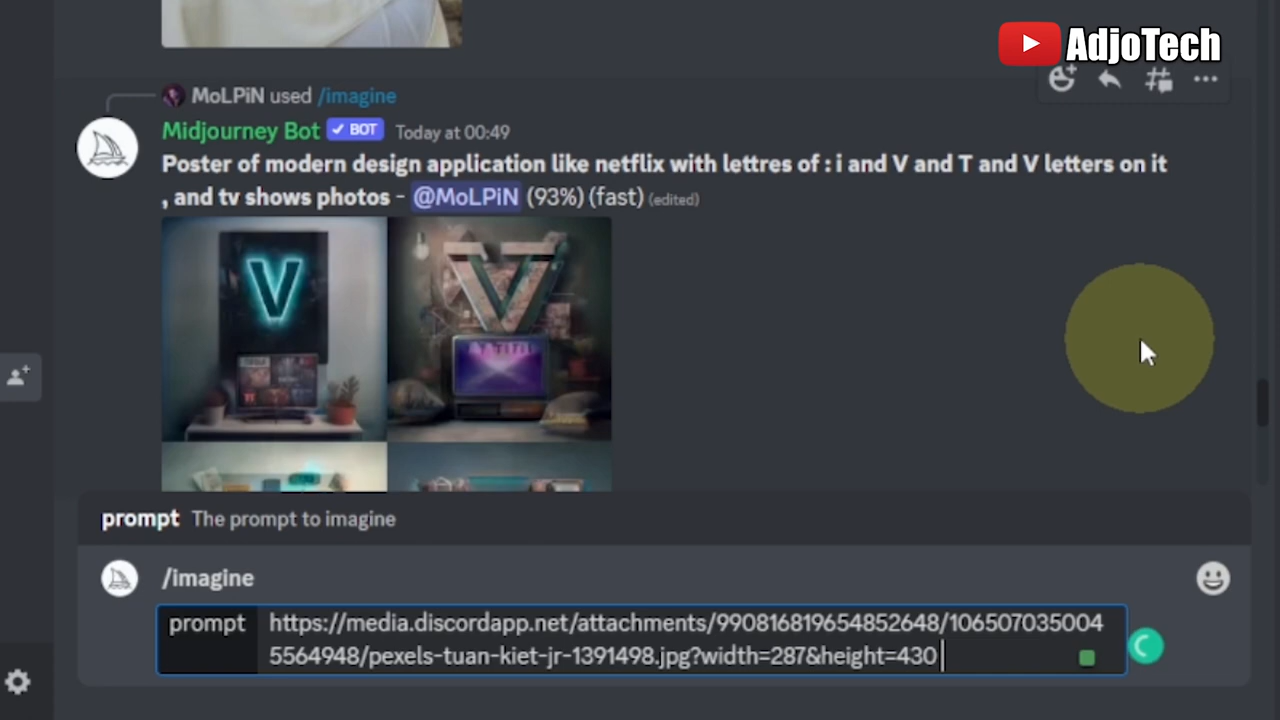 AdjoTech
MoLPiN used /imagine
Midjourney Bot ✓ BOT Today at 00:49
Poster of modern design application like netflix with lettres of : i and V and T and V letters on it
, and tv shows photos - @MoLPiN (93%) (fast) (edited)
V
prompt The prompt to imagine
/imagine
prompt https://media.discordapp.net/attachments/990816819654852648/106507035004
5564948/pexels-tuan-kiet-jr-1391498.jpg?width=287&height=430